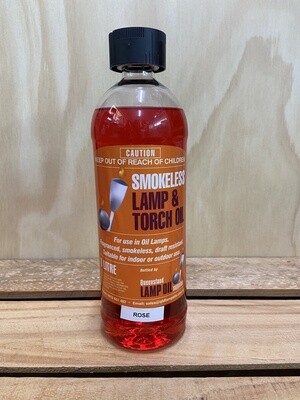 CAUTION
KEEP OUT OF REACH OF CHILDREN
SMOKELESS
LAMP &
TORCH OIL
For use in Oil Lamps,
smokeless, draft resistant.
Suitable for indoor or outdoor use.
LITRE
Bottled by
Queensland
LAMP OIL
ROSE